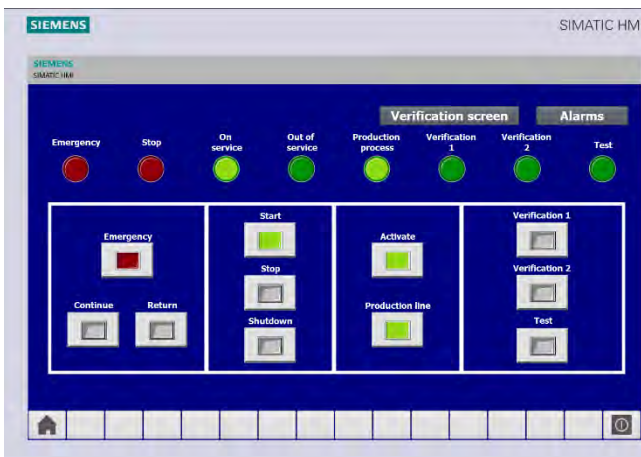 SIEMENS
SIMATIC HM
SIEMENS
SIMATIC HMI
Verification screen
Alarms
Emergency
Stop
On
service
Out of
service
Production
process
Verification
1
Verification
2
Test
Emergency
Continue
Return
Start
Stop
Shutdown
Activate
Production line
Verification 1
Verification 2
Test